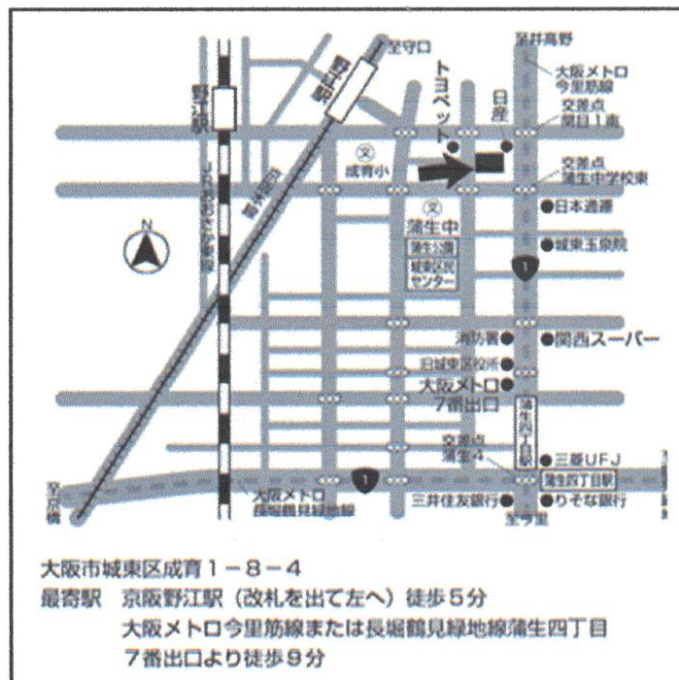 至守口
至井高野
大阪メトロ
今里筋線
トヨペット
日産
交差点
関目1南
野江駅
野江駅
文
成育小
交差点
蒲生中学校東
文
蒲生中
蒲生公園
城東区民
センター
日本通運
城東玉泉院
N
1
消防署
関西スーパー
旧城東区役所
大阪メトロ
7番出口
蒲生四丁目駅
交差点
蒲生4
三菱UFJ
蒲生四丁目駅
至京橋
大阪メトロ
長堀鶴見緑地線
1
三井住友銀行
りそな銀行
至今里
大阪市城東区成育1-8-4
最寄駅 京阪野江駅（改札を出て左へ）徒歩5分
大阪メトロ今里筋線または長堀鶴見緑地線蒲生四丁目
7番出口より徒歩9分